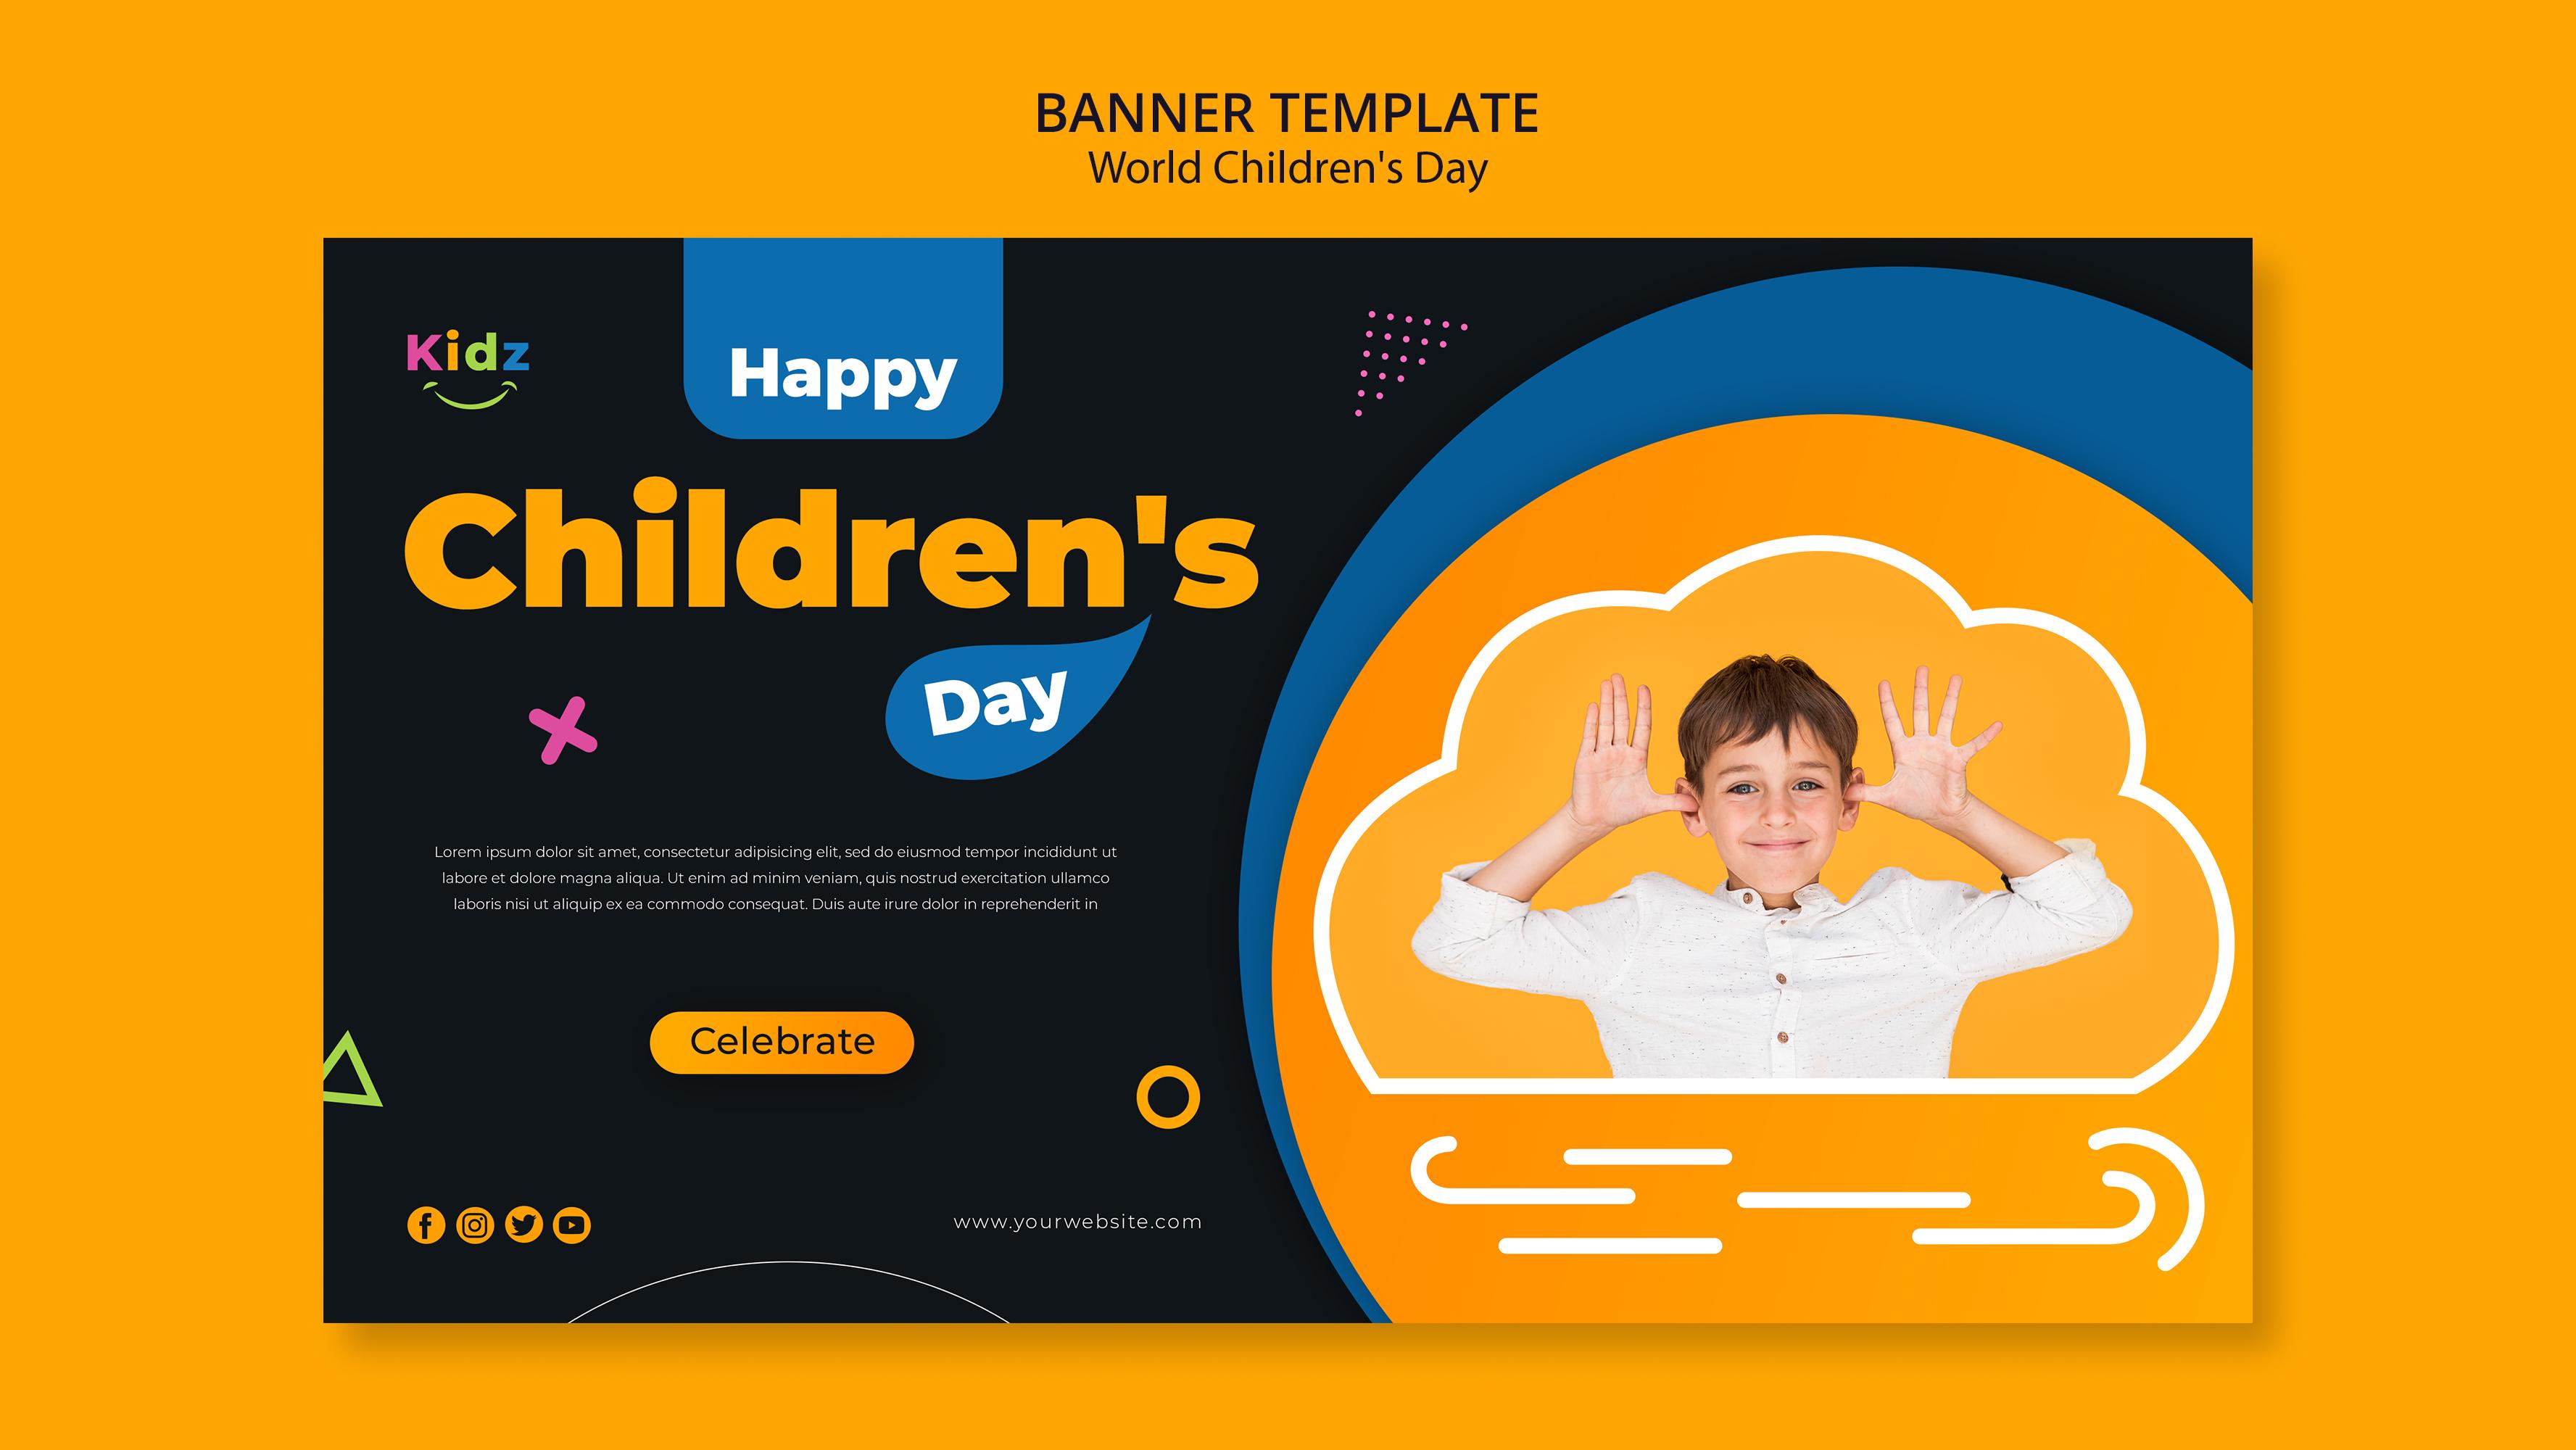 BANNER TEMPLATE
World Children's Day
Kidz
Happy
Children's
Day
Lorem ipsum dolor sit amet, consectetur adipisicing elit, sed do eiusmod tempor incididunt ut
labore et dolore magna aliqua. Ut enim ad minim veniam, quis nostrud exercitation ullamco
laboris nisi ut aliquip ex ea commodo consequat. Duis aute irure dolor in reprehenderit in
Celebrate
www.yourwebsite.com